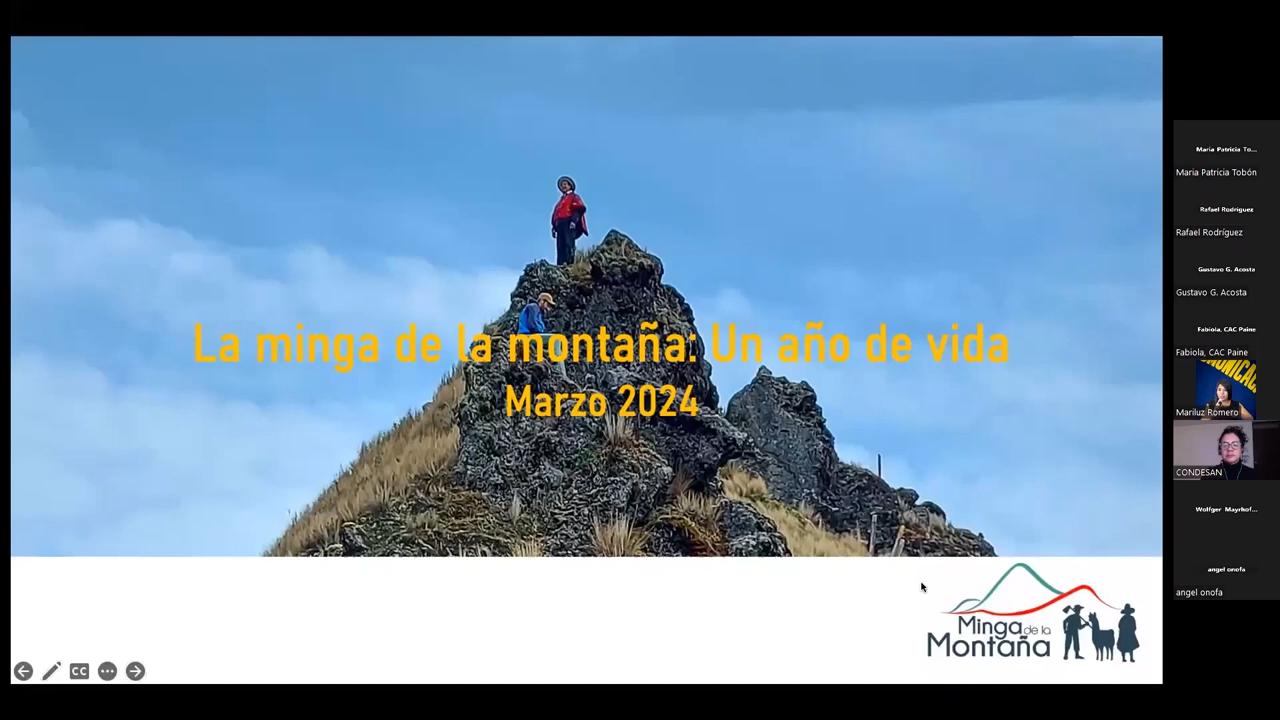 La minga de la montaña: Un año de vida
Marzo 2024
Minga de la
Montaña
CC
Maria Patricia To...
Maria Patricia Tobón
Rafael Rodríguez
Rafael Rodríguez
Gustavo G. Acosta
Gustavo G. Acosta
Fabiola, CAC Paine
Fabiola, CAC Paine
Mariluz Romero
CONDESAN
Wolfger Mayrhof...
angel onofa
angel onofa